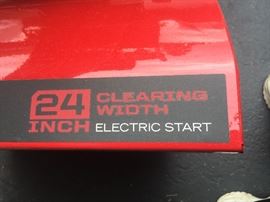 24 CLEARING
WIDTH
INCH ELECTRIC START